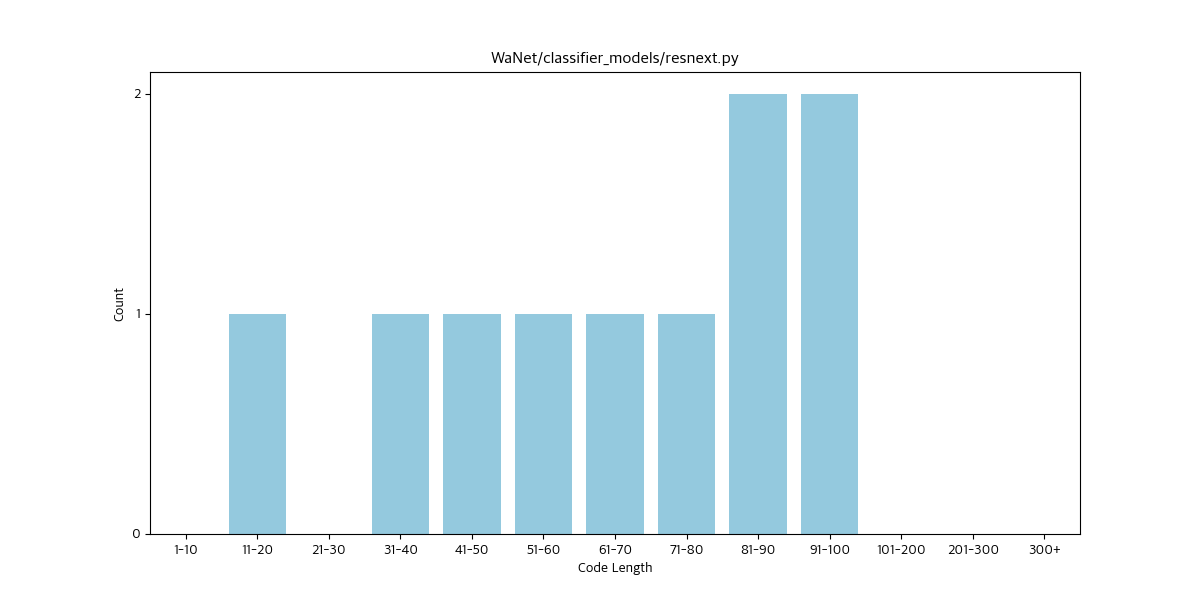 WaNet/classifier_models/resnext.py
2
1
0
Count
1-10 11-20 21-30 31-40 41-50 51-60 61-70 71-80 81-90 91-100 101-200 201-300 300+
Code Length